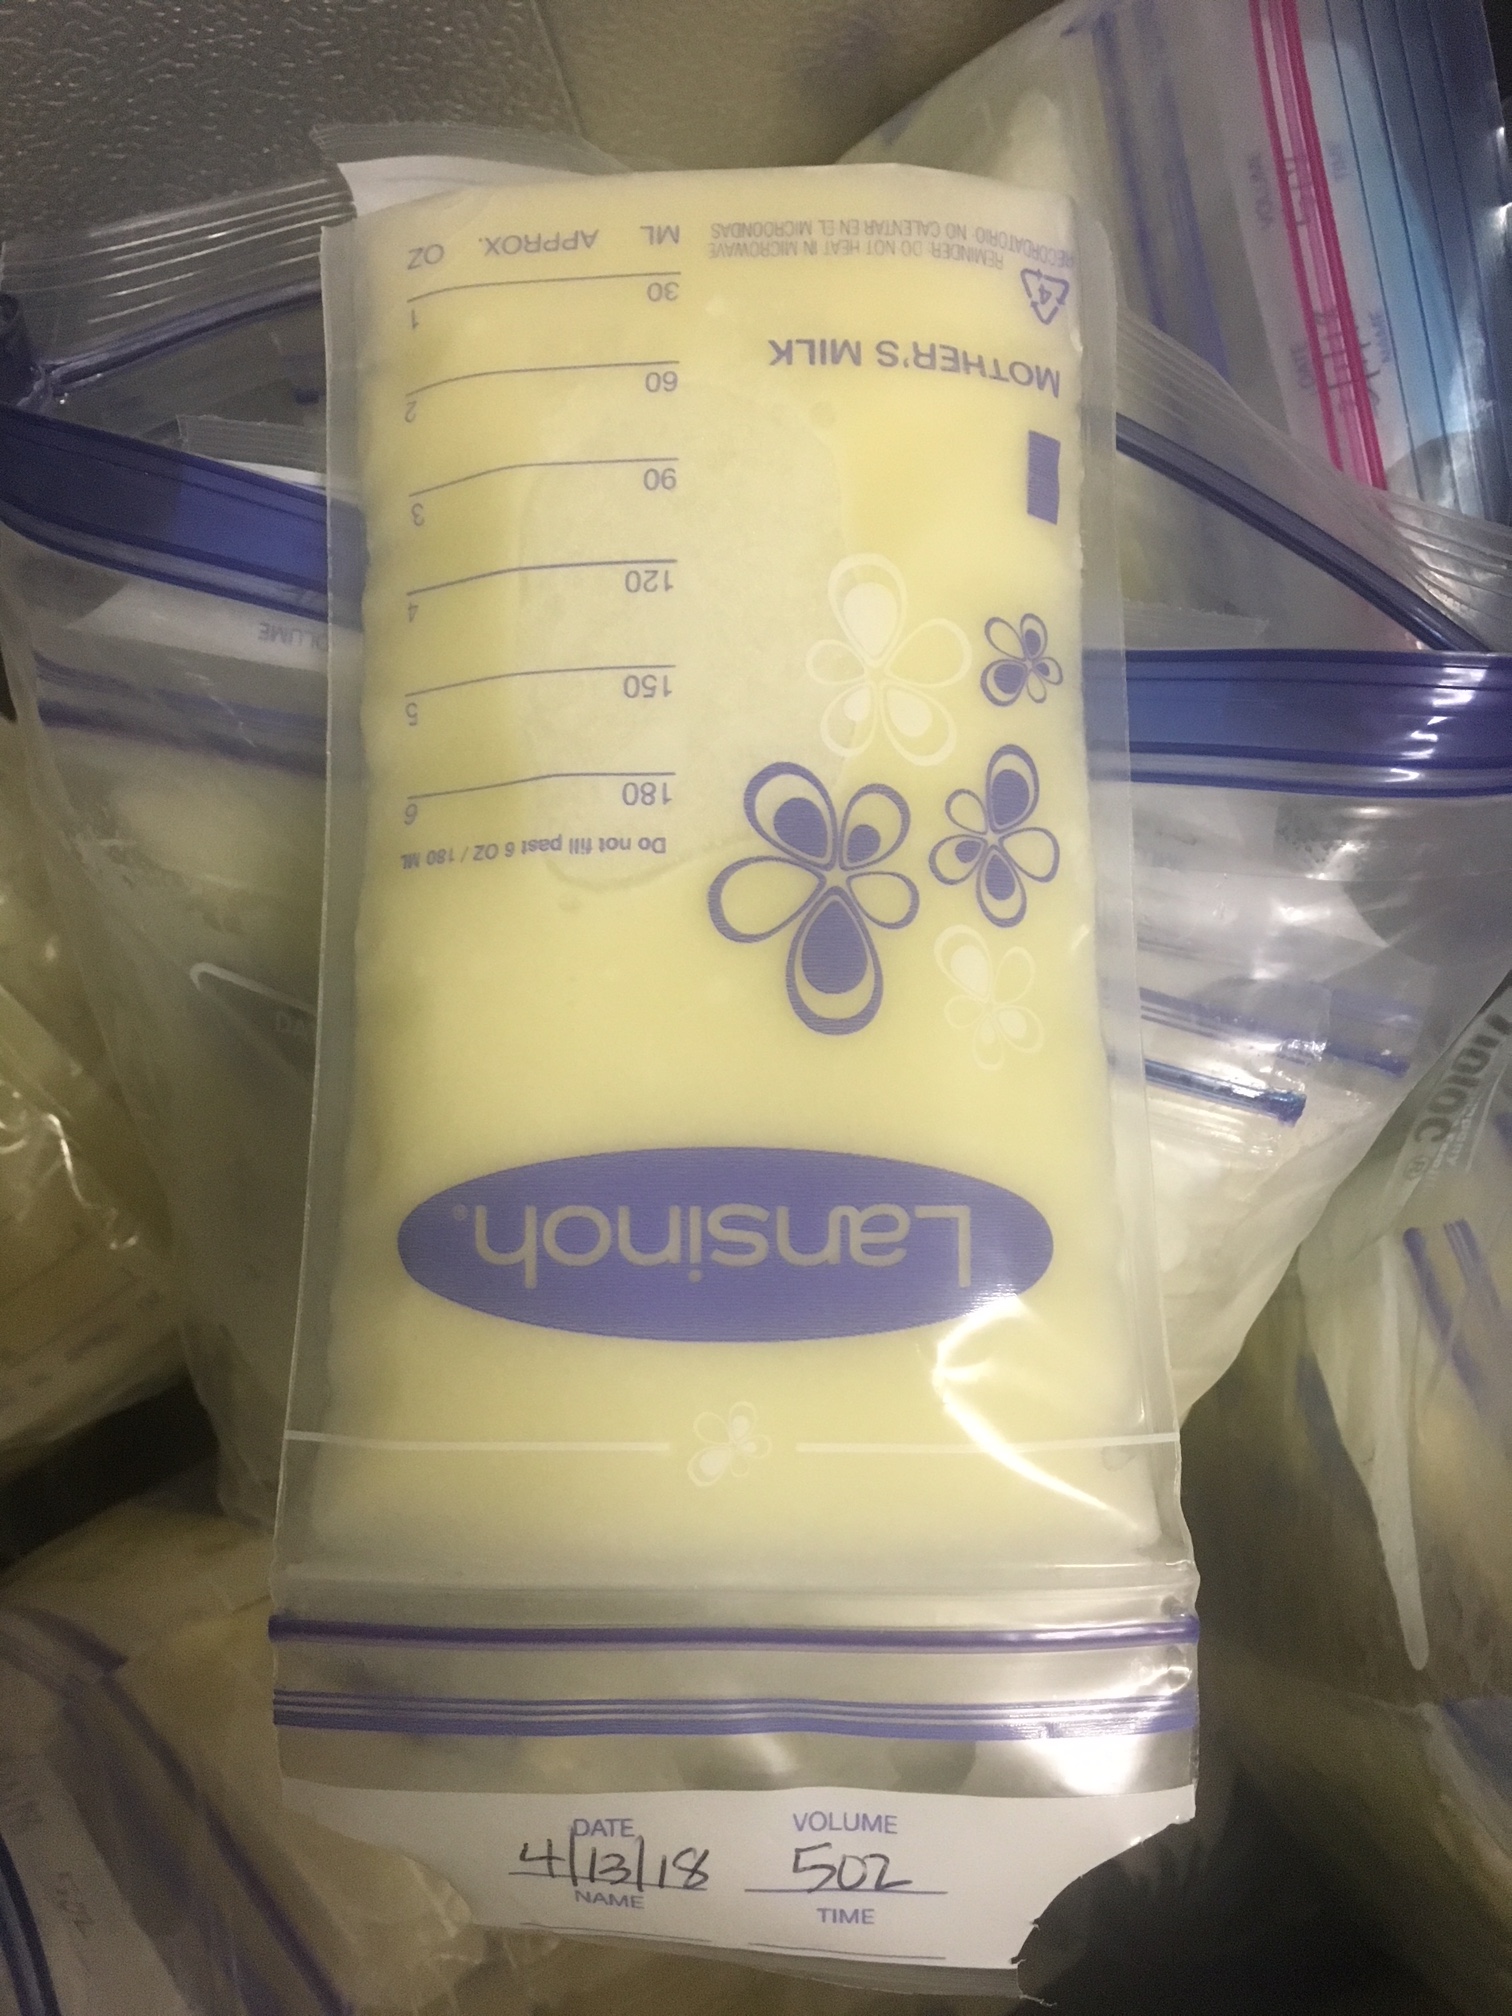 ML APPROX. OZ
30 1
60 2
90 3
120 4
150 5
180 6
Do not fill past 6 OZ / 180 ML
RECORDATORIO: NO CALENTAR EN EL MICROONDAS
REMINDER: DO NOT HEAT IN MICROWAVE
4
MOTHER'S MILK
Lansinoh®
DATE VOLUME
4/13/18 5oz
NAME TIME
VOLUME
Ziploc®